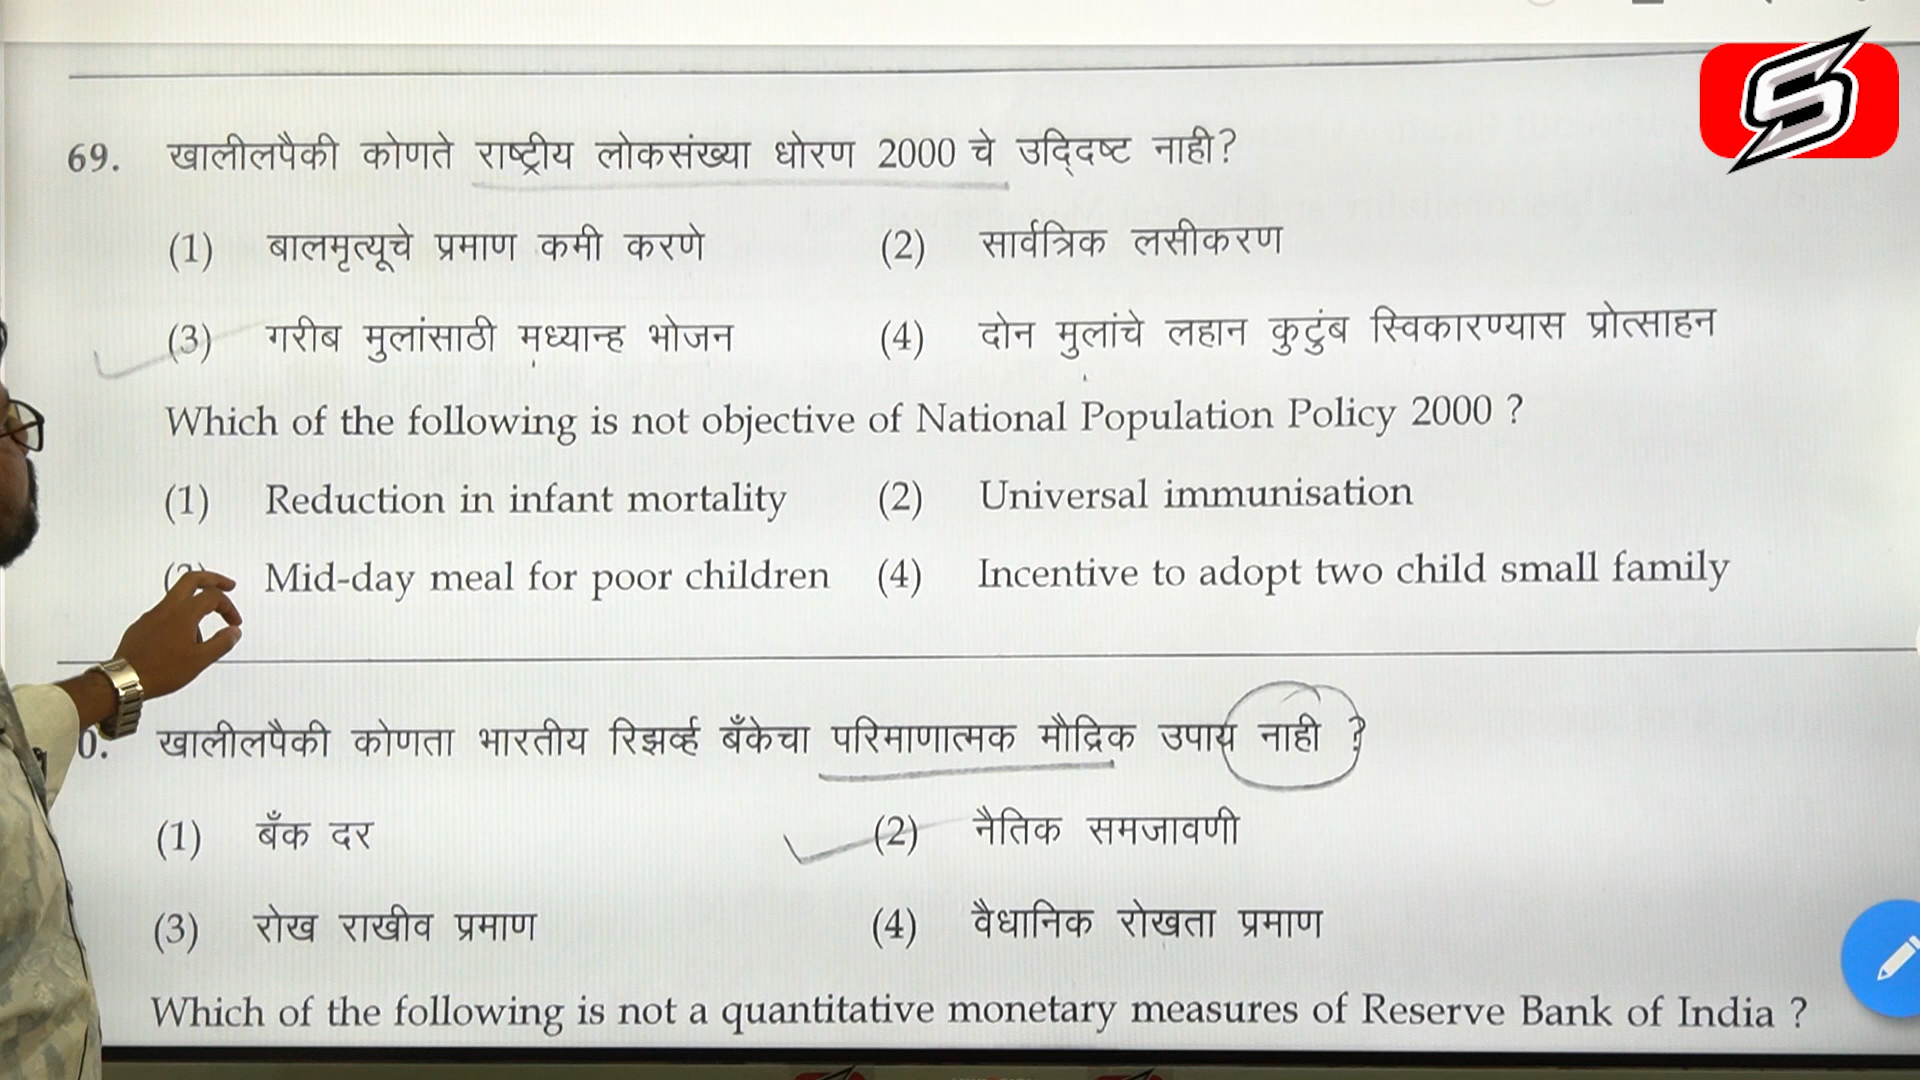 69. खालीलपैकी कोणते राष्ट्रीय लोकसंख्या धोरण 2000 चे उद्दिष्ट नाही?
(1) बालमृत्यूचे प्रमाण कमी करणे (2) सार्वत्रिक लसीकरण
(3) गरीब मुलांसाठी मध्यान्ह भोजन (4) दोन मुलांचे लहान कुटुंब स्विकारण्यास प्रोत्साहन
Which of the following is not objective of National Population Policy 2000 ?
(1) Reduction in infant mortality (2) Universal immunisation
Mid-day meal for poor children (4) Incentive to adopt two child small family
0. खालीलपैकी कोणता भारतीय रिझर्व्ह बँकेचा परिमाणात्मक मौद्रिक उपाय नाही ?
(1) बँक दर (2) नैतिक समजावणी
(3) रोख राखीव प्रमाण (4) वैधानिक रोखता प्रमाण
Which of the following is not a quantitative monetary measures of Reserve Bank of India ?